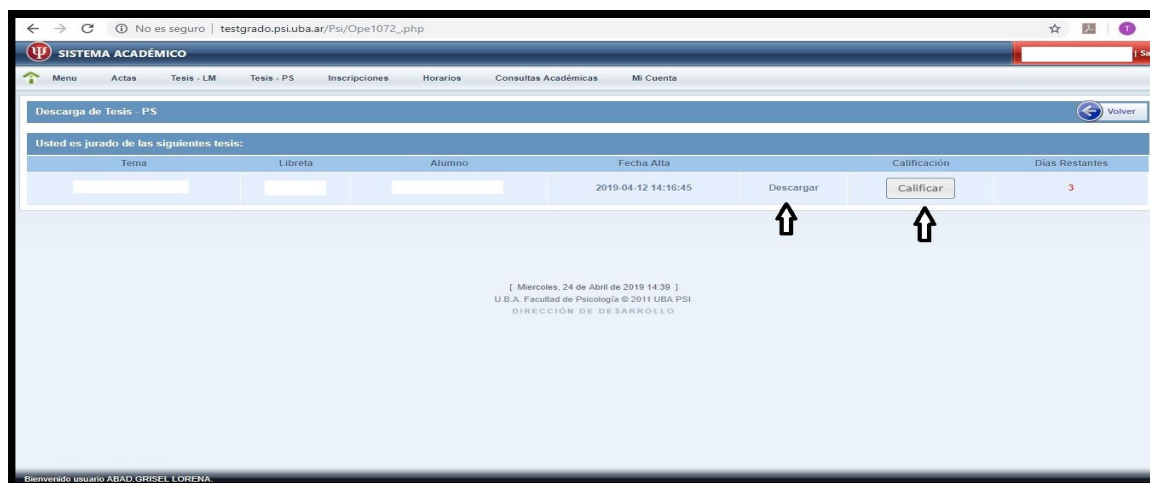 No es seguro | testgrado.psi.uba.ar/Psi/Ope1072_.php
T
SISTEMA ACADÉMICO
| Sa
Menu Actas Tesis - LM Tesis - PS Inscripciones Horarios Consultas Académicas Mi Cuenta
Descarga de Tesis - PS
Volver
Usted es jurado de las siguientes tesis:
Tema Libreta Alumno Fecha Alta Calificación Dias Restantes
2019-04-12 14:16:45 Descargar Calificar 3
[ Miercoles, 24 de Abril de 2019 14:39 ]
U.B.A. Facultad de Psicología © 2011 UBA PSI
DIRECCIÓN DE DESARROLLO
Bienvenido usuario ABAD,GRISEL LORENA.